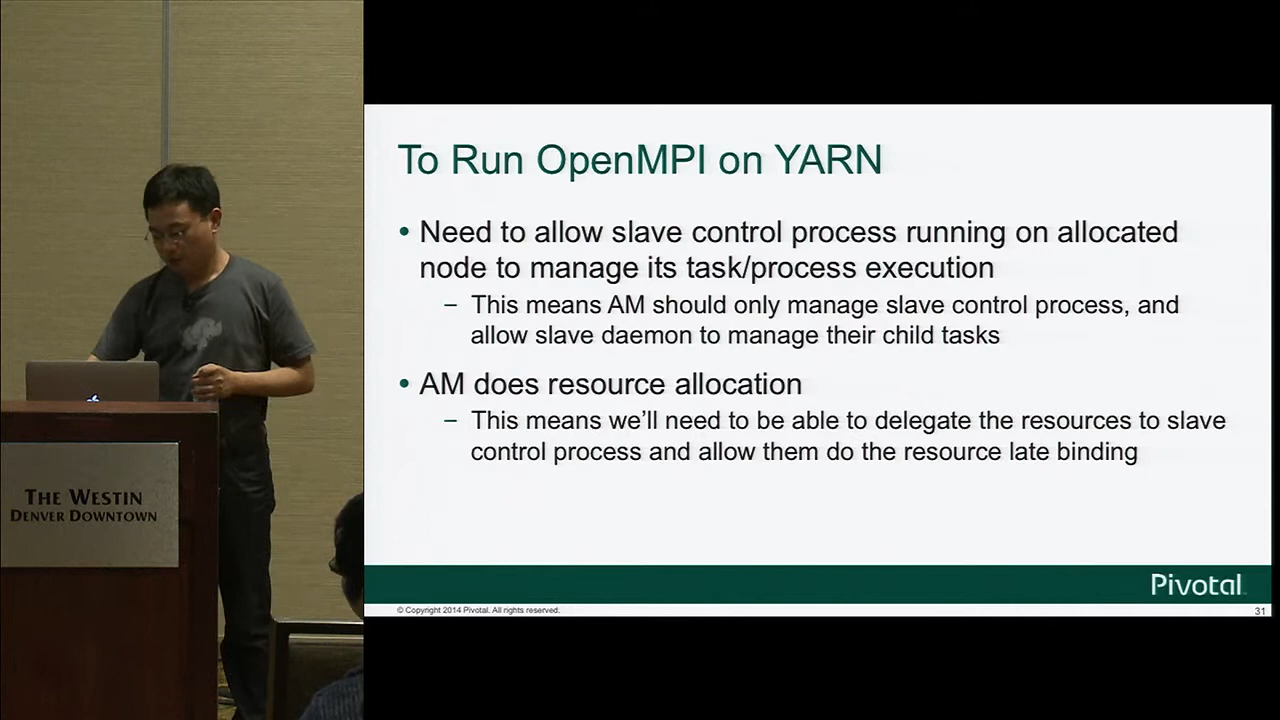 To Run OpenMPI on YARN
• Need to allow slave control process running on allocated
node to manage its task/process execution
– This means AM should only manage slave control process, and
allow slave daemon to manage their child tasks
• AM does resource allocation
– This means we'll need to be able to delegate the resources to slave
control process and allow them do the resource late binding
Pivotal
© Copyright 2014 Pivotal. All rights reserved.
31
THE WESTIN
DENVER DOWNTOWN